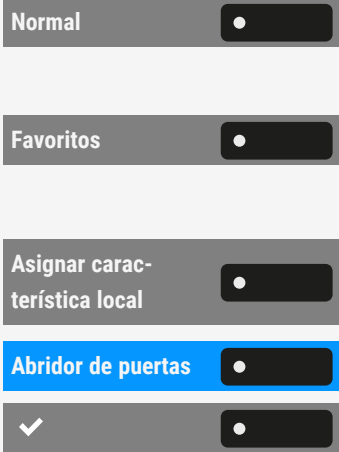 Normal
Favoritos
Asignar carac-
terística local
Abridor de puertas